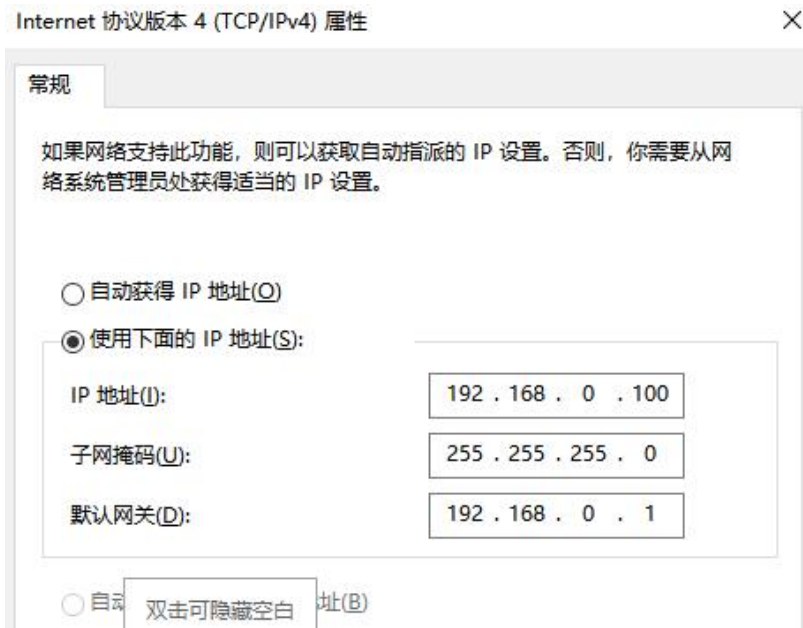 Internet 协议版本 4 (TCP/IPv4) 属性
常规
如果网络支持此功能，则可以获取自动指派的 IP 设置。否则，你需要从网
络系统管理员处获得适当的 IP 设置。
自动获得 IP 地址(O)
使用下面的 IP 地址(S):
IP 地址(I): 192 . 168 . 0 . 100
子网掩码(U): 255 . 255 . 255 . 0
默认网关(D): 192 . 168 . 0 . 1
自动 址(B)
双击可隐藏空白